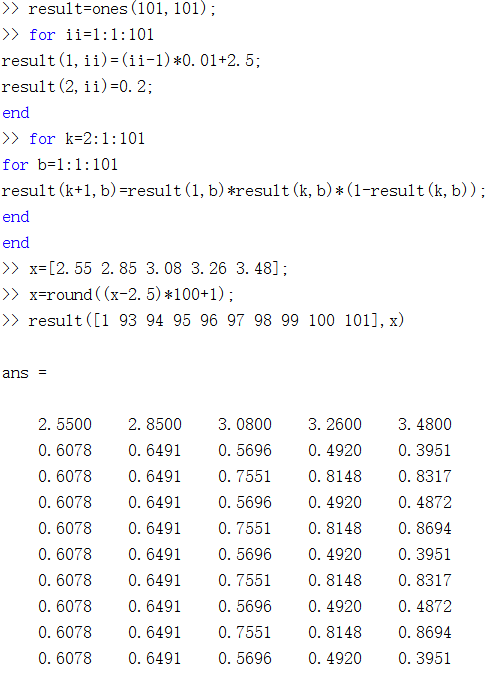 >> result=ones(101,101);
>> for ii=1:1:101
result(1,ii)=(ii-1)*0.01+2.5;
result(2,ii)=0.2;
end
>> for k=2:1:101
for b=1:1:101
result(k+1,b)=result(1,b)*result(k,b)*(1-result(k,b));
end
end
>> x=[2.55 2.85 3.08 3.26 3.48];
>> x=round((x-2.5)*100+1);
>> result([1 93 94 95 96 97 98 99 100 101],x)
ans =
2.5500 2.8500 3.0800 3.2600 3.4800
0.6078 0.6491 0.5696 0.4920 0.3951
0.6078 0.6491 0.7551 0.8148 0.8317
0.6078 0.6491 0.5696 0.4920 0.4872
0.6078 0.6491 0.7551 0.8148 0.8694
0.6078 0.6491 0.5696 0.4920 0.3951
0.6078 0.6491 0.7551 0.8148 0.8317
0.6078 0.6491 0.5696 0.4920 0.4872
0.6078 0.6491 0.7551 0.8148 0.8694
0.6078 0.6491 0.5696 0.4920 0.3951